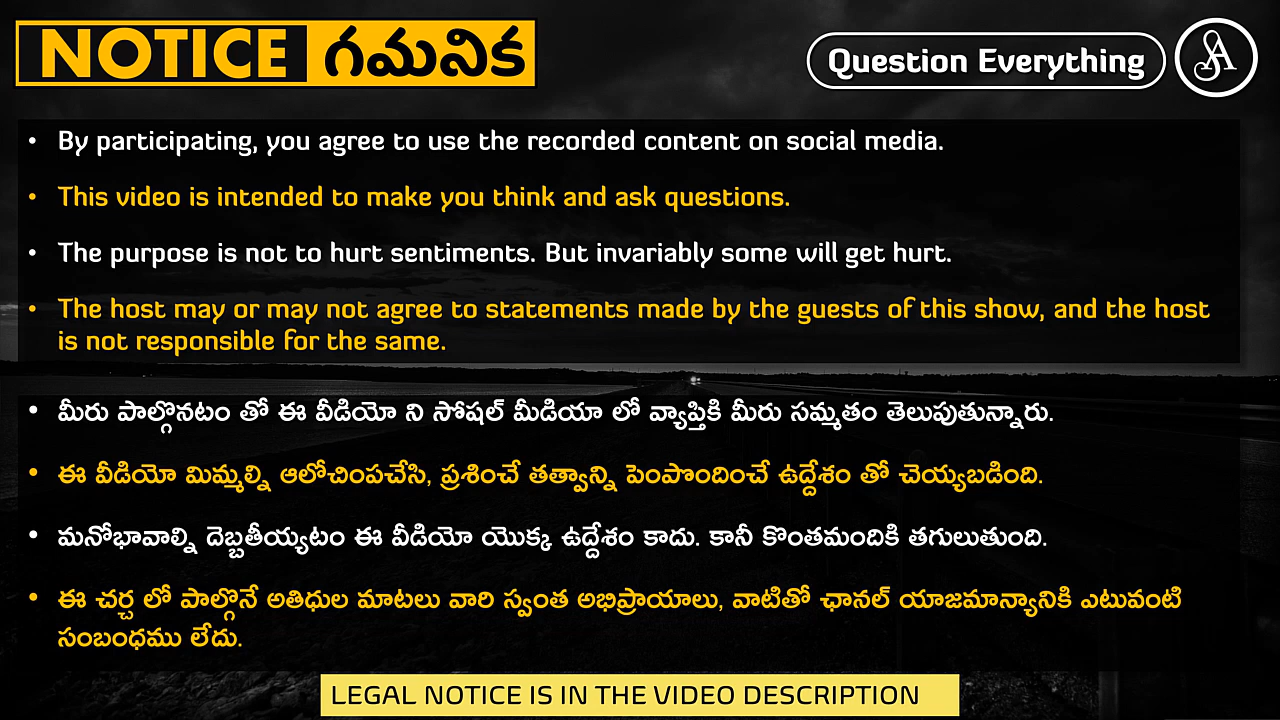 NOTICE గమనిక
Question Everything
• By participating, you agree to use the recorded content on social media.
• This video is intended to make you think and ask questions.
• The purpose is not to hurt sentiments. But invariably some will get hurt.
• The host may or may not agree to statements made by the guests of this show, and the host
is not responsible for the same.
• మీరు పాల్గొనటం తో ఈ వీడియో ని సోషల్ మీడియా లో వ్యాప్తికి మీరు సమ్మతం తెలుపుతున్నారు.
• ఈ వీడియో మిమ్మల్ని ఆలోచింపచేసి, ప్రశించే తత్వాన్ని పెంపొందించే ఉద్దేశం తో చెయ్యబడింది.
• మనోభావాల్ని దెబ్బతీయ్యటం ఈ వీడియో యొక్క ఉద్దేశం కాదు. కానీ కొంతమందికి తగులుతుంది.
• ఈ చర్చ లో పాల్గొనే అతిధుల మాటలు వారి స్వంత అభిప్రాయాలు, వాటితో ఛానల్ యాజమాన్యానికి ఎటువంటి
సంబంధము లేదు.
LEGAL NOTICE IS IN THE VIDEO DESCRIPTION